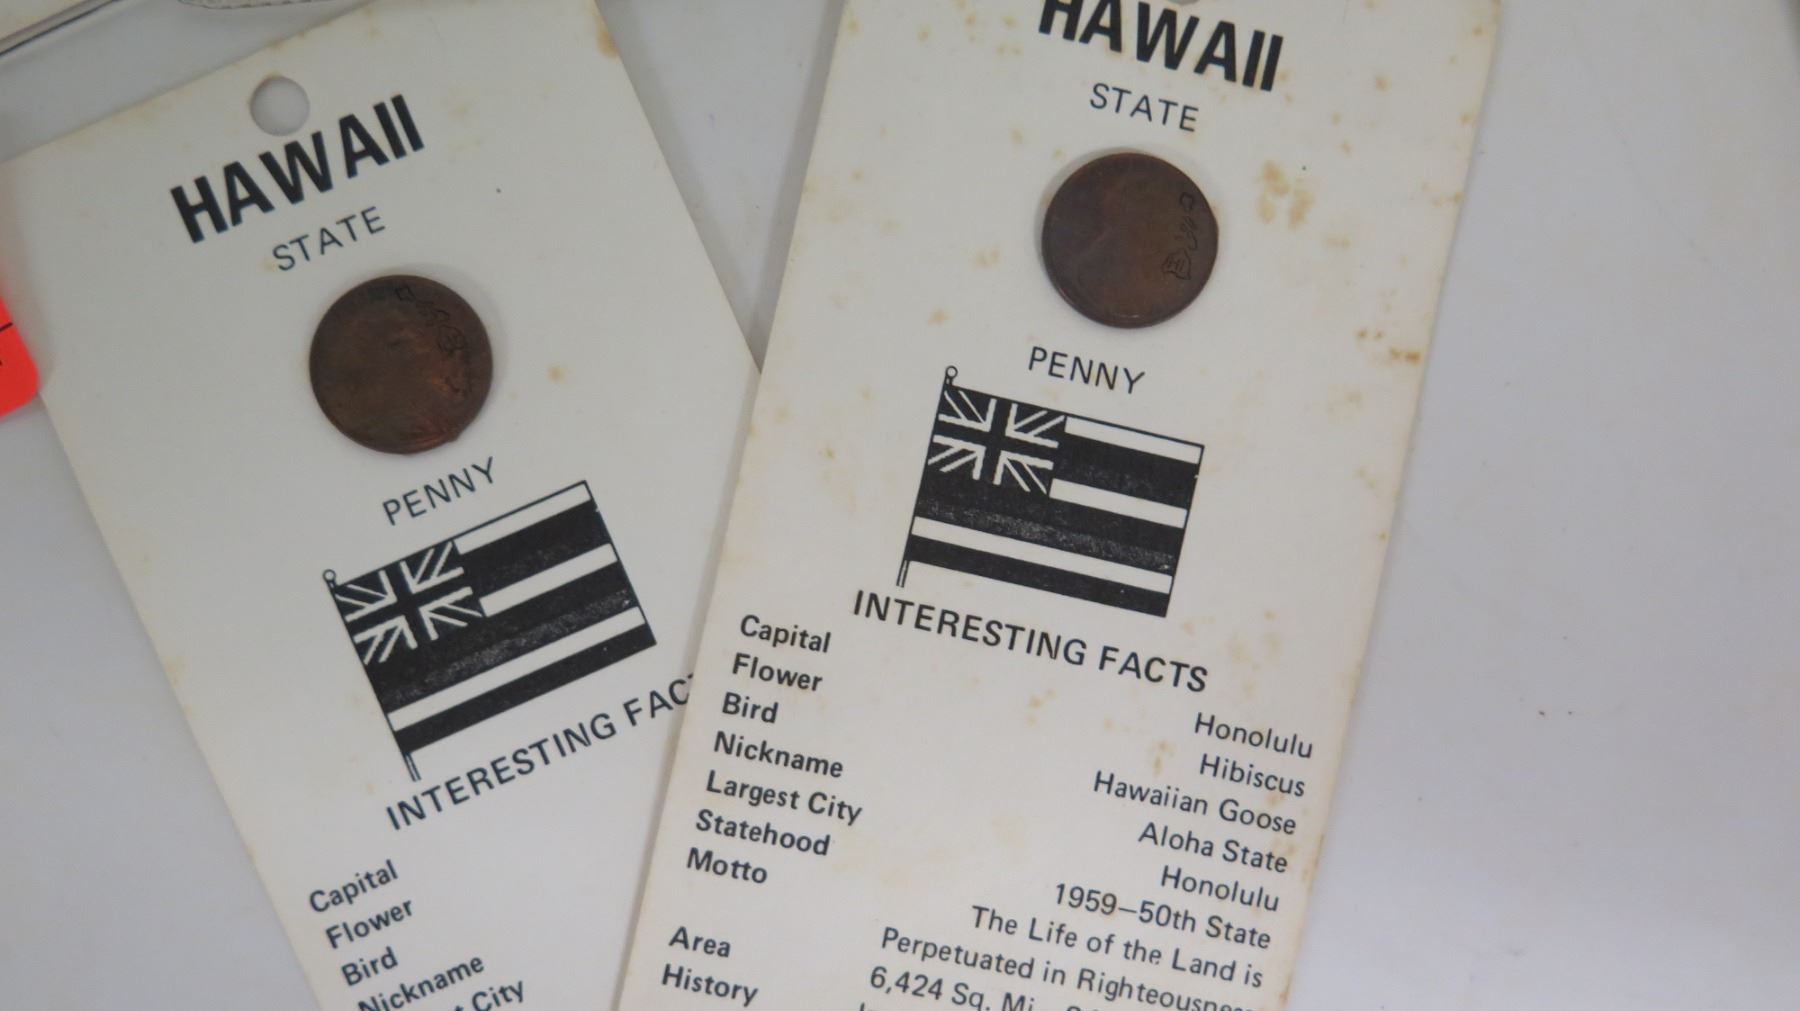 HAWAII
STATE
PENNY
INTERESTING
Capital
Flower
Bird
Nickname
City
HAWAII
STATE
PENNY
INTERESTING FACTS
Capital Honolulu
Flower Hibiscus
Bird Hawaiian Goose
Nickname Aloha State
Largest City Honolulu
Statehood 1959–50th State
Motto The Life of the Land is
Perpetuated in
Area 6,424 Sq. Mi.
History